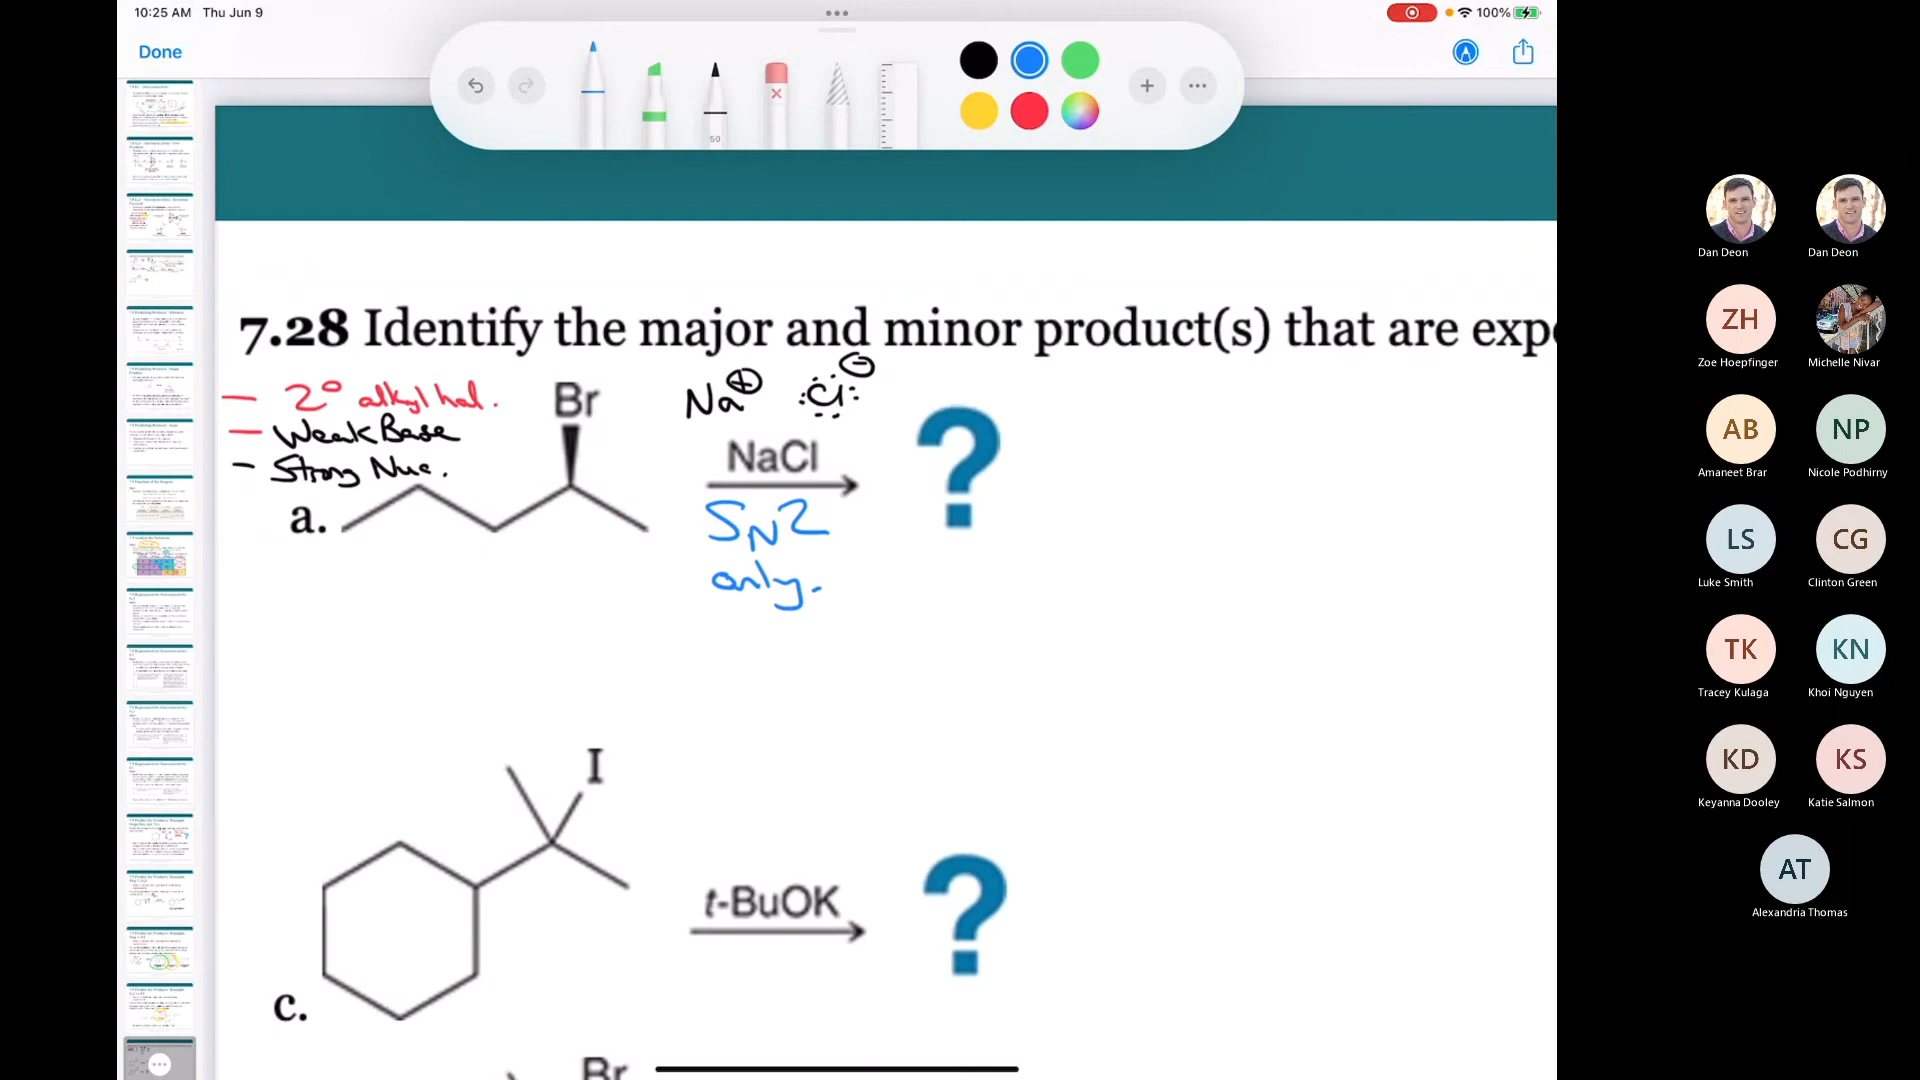 10:25 AM Thu Jun 9
100%
Done
50
7.28 Identify the major and minor product(s) that are exp
– 2° alkyl hal.
– Weak Base
– Strong Nuc.
Br
Na⊕ :Cl:⊖
NaCl
?
SN2
only.
a.
I
t-BuOK
?
c.
Br
Dan Deon
Dan Deon
ZH
Zoe Hoepfinger
Michelle Nivar
AB
Amaneet Brar
NP
Nicole Podhirny
LS
Luke Smith
CG
Clinton Green
TK
Tracey Kulaga
KN
Khoi Nguyen
KD
Keyanna Dooley
KS
Katie Salmon
AT
Alexandria Thomas